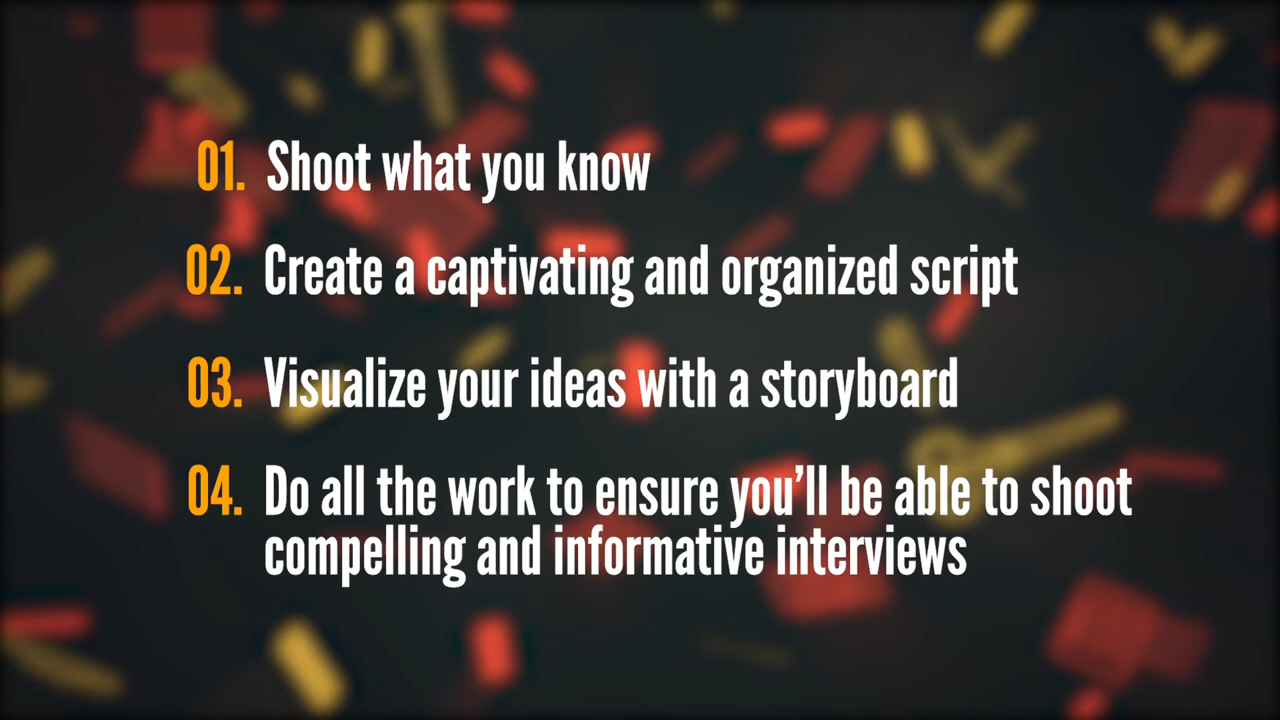 01. Shoot what you know
02. Create a captivating and organized script
03. Visualize your ideas with a storyboard
04. Do all the work to ensure you’ll be able to shoot
compelling and informative interviews